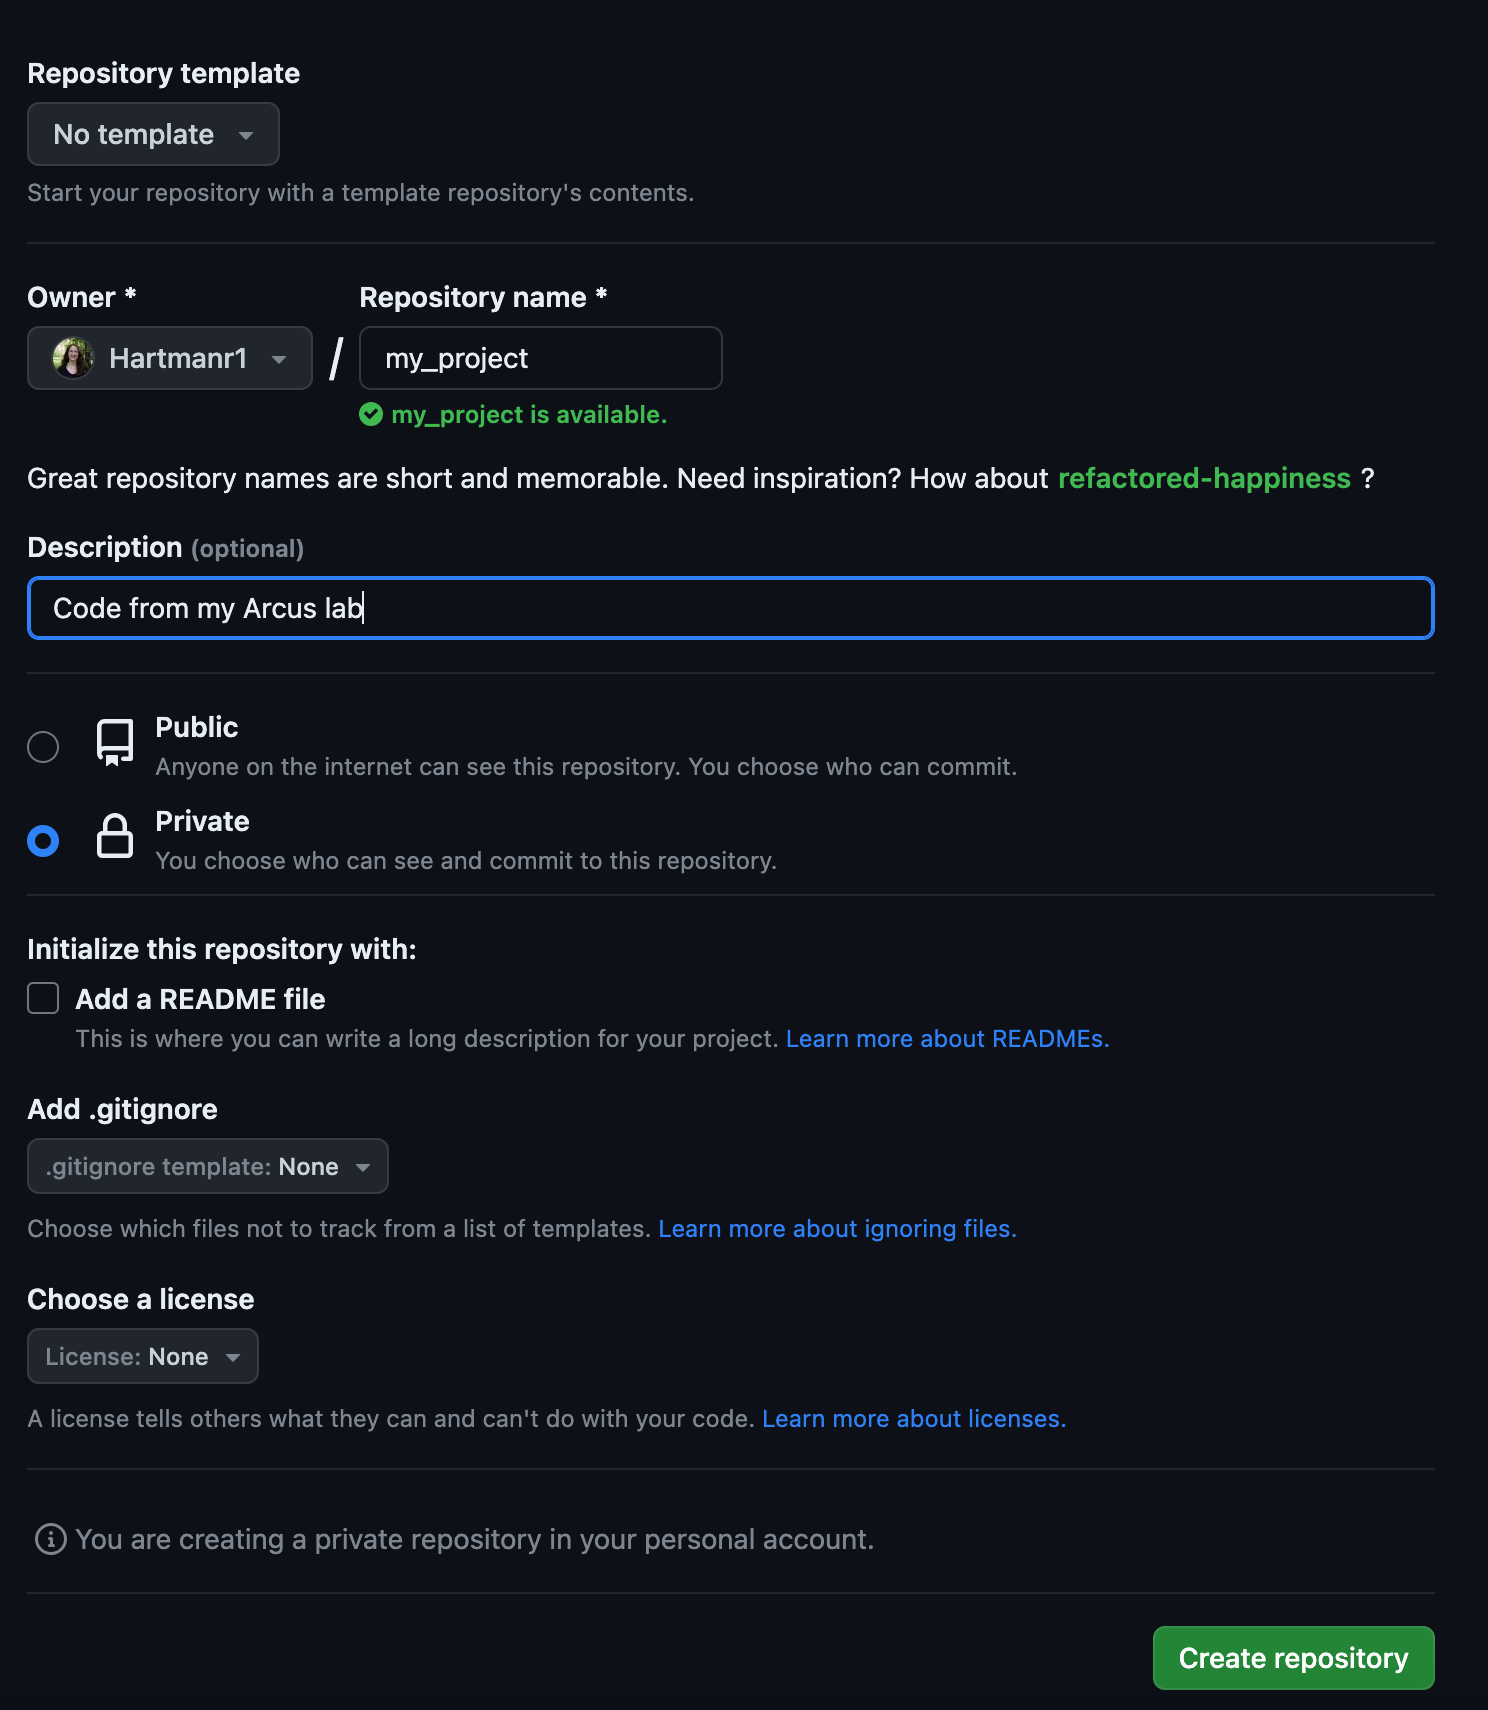 Repository template
No template
Start your repository with a template repository's contents.
Owner *
Repository name *
Hartmanr1
/
my_project
my_project is available.
Great repository names are short and memorable. Need inspiration? How about refactored-happiness ?
Description (optional)
Code from my Arcus lab
Public
Anyone on the internet can see this repository. You choose who can commit.
Private
You choose who can see and commit to this repository.
Initialize this repository with:
Add a README file
This is where you can write a long description for your project. Learn more about READMEs.
Add .gitignore
.gitignore template: None
Choose which files not to track from a list of templates. Learn more about ignoring files.
Choose a license
License: None
A license tells others what they can and can't do with your code. Learn more about licenses.
You are creating a private repository in your personal account.
Create repository